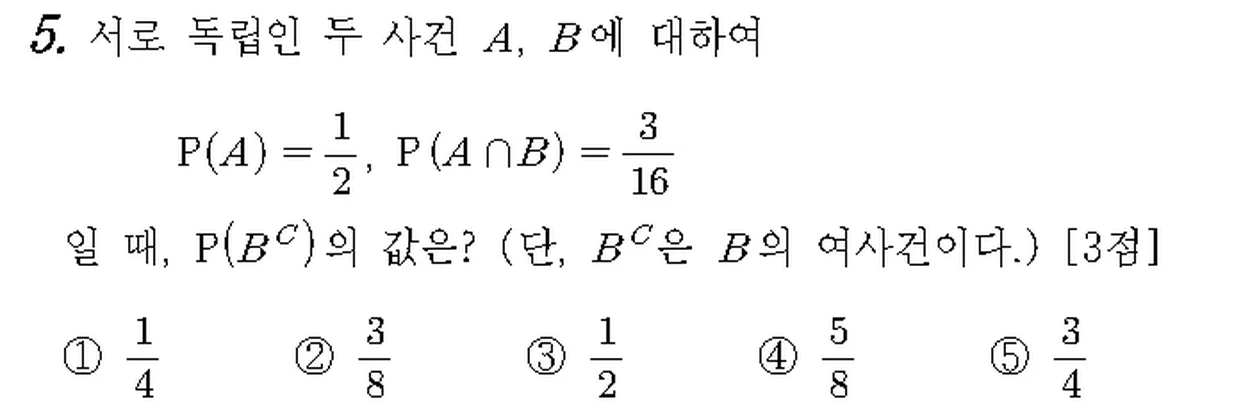 5. 서로 독립인 두 사건 A, B에 대하여
P(A) = 1/2, P(A∩B) = 3/16
일 때, P(B^C)의 값은? (단, B^C은 B의 여사건이다.) [3점]
① 1/4 ② 3/8 ③ 1/2 ④ 5/8 ⑤ 3/4